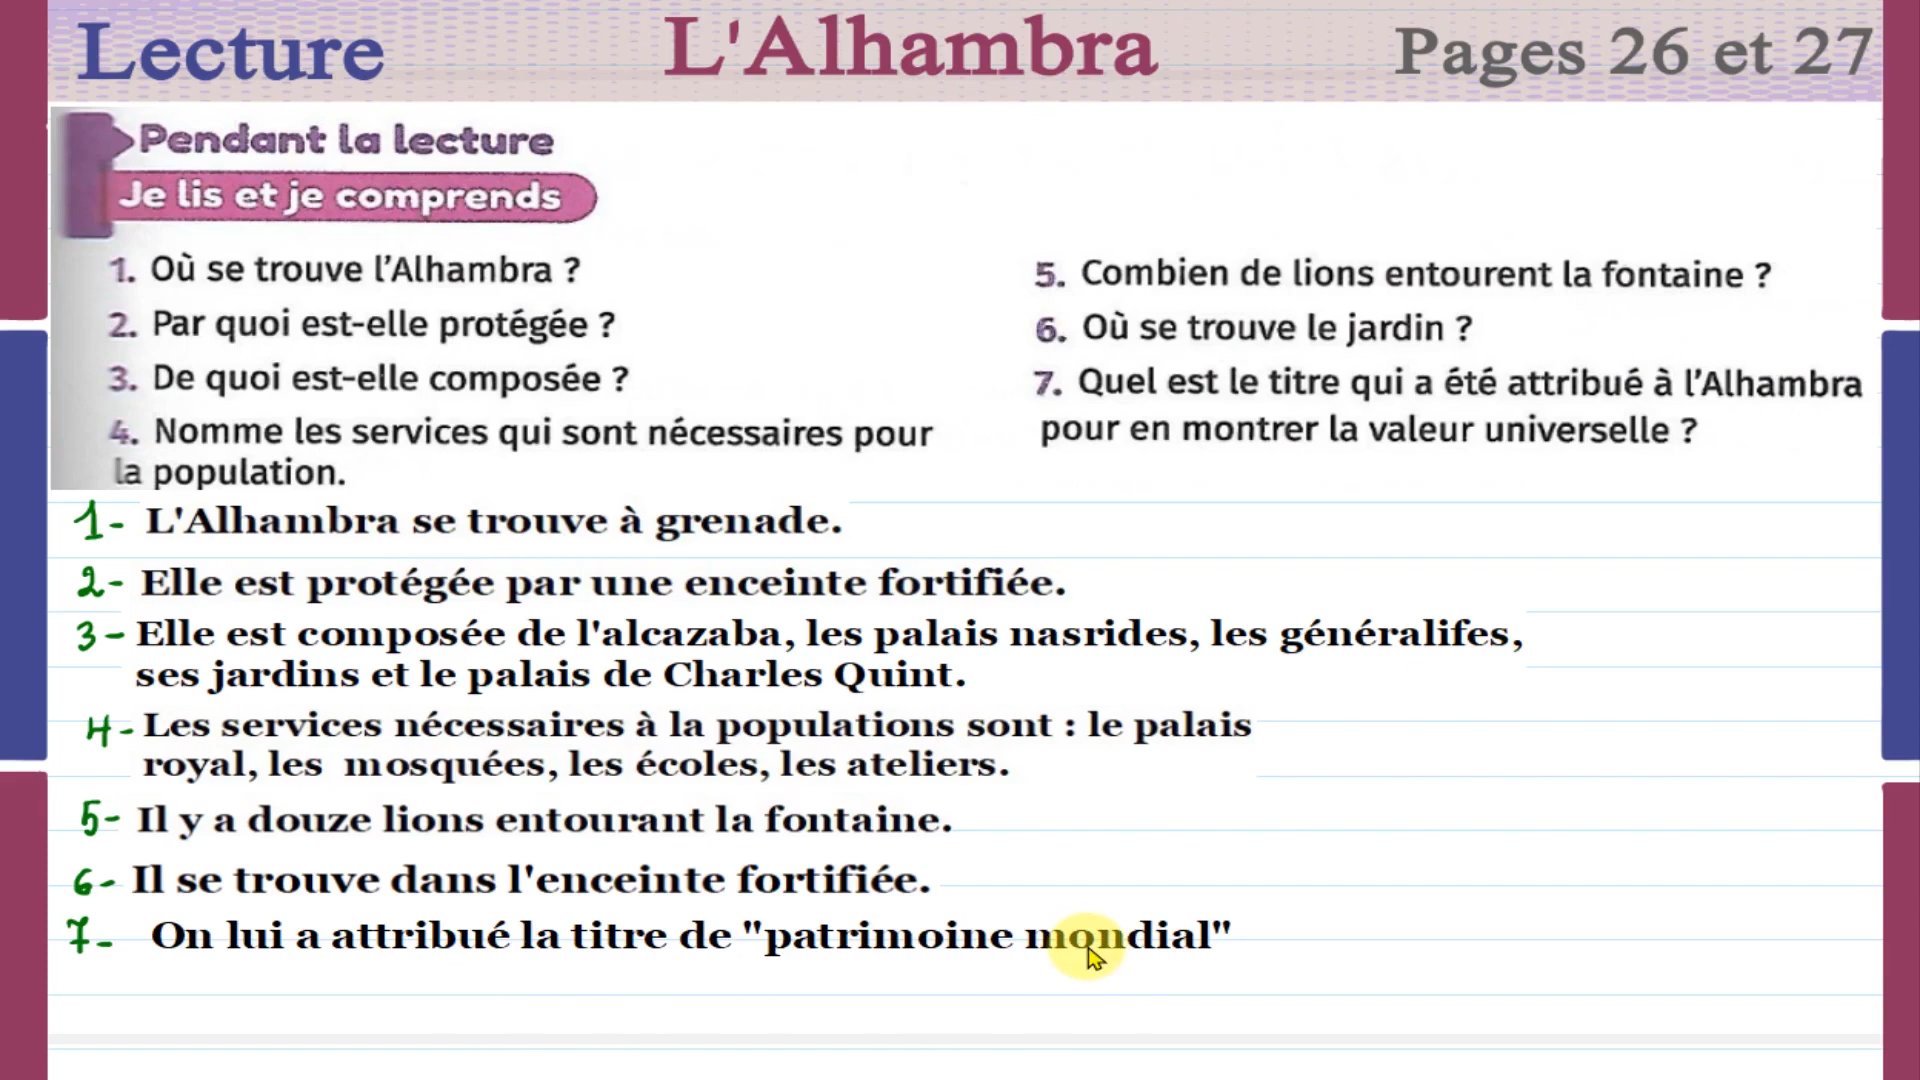 Lecture
L'Alhambra
Pages 26 et 27
Pendant la lecture
Je lis et je comprends
1. Où se trouve l'Alhambra ?
2. Par quoi est-elle protégée ?
3. De quoi est-elle composée ?
4. Nomme les services qui sont nécessaires pour
la population.
5. Combien de lions entourent la fontaine ?
6. Où se trouve le jardin ?
7. Quel est le titre qui a été attribué à l'Alhambra
pour en montrer la valeur universelle ?
1- L'Alhambra se trouve à grenade.
2- Elle est protégée par une enceinte fortifiée.
3- Elle est composée de l'alcazaba, les palais nasrides, les généralifes,
ses jardins et le palais de Charles Quint.
4- Les services nécessaires à la populations sont : le palais
royal, les mosquées, les écoles, les ateliers.
5- Il y a douze lions entourant la fontaine.
6- Il se trouve dans l'enceinte fortifiée.
7- On lui a attribué la titre de "patrimoine mondial"